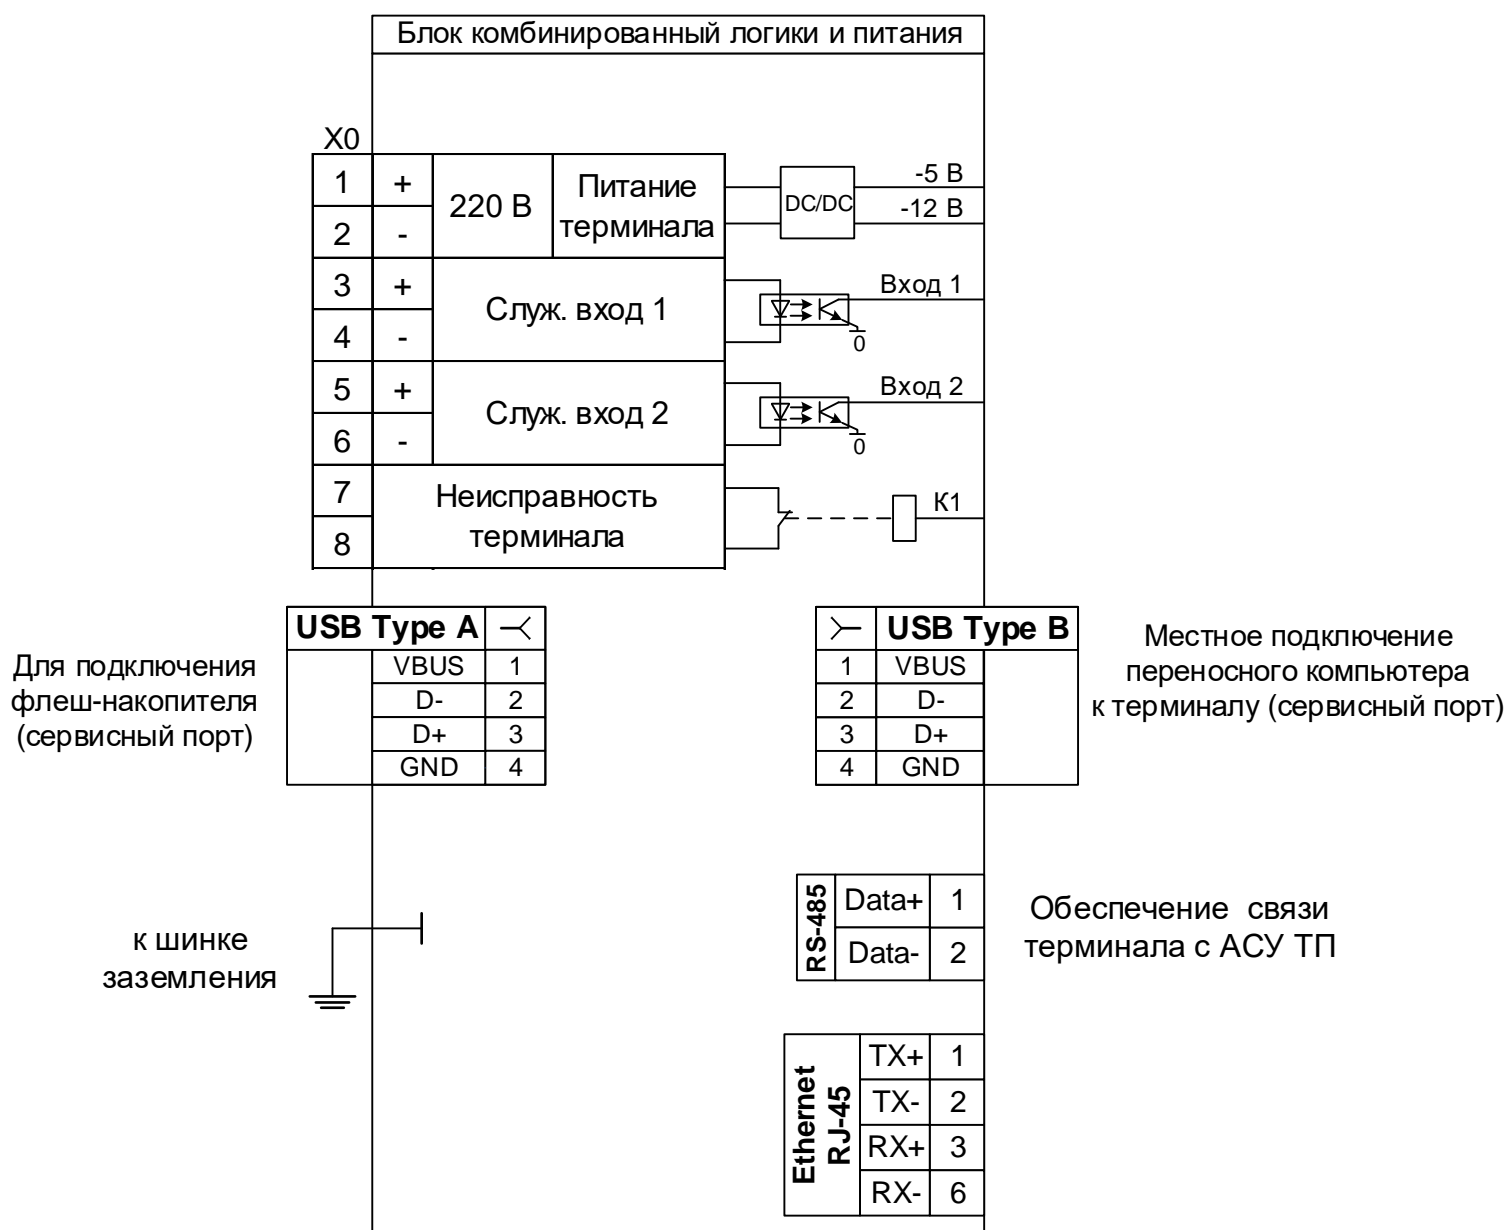 Блок комбинированный логики и питания
X0
1 + 220 В Питание терминала
2 -
DC/DC
-5 В
-12 В
3 + Служ. вход 1
4 -
Вход 1
0
5 + Служ. вход 2
6 -
Вход 2
0
7 Неисправность
8 терминала
К1
USB Type A
VBUS 1
D- 2
D+ 3
GND 4
Для подключения
флеш-накопителя
(сервисный порт)
USB Type B
1 VBUS
2 D-
3 D+
4 GND
Местное подключение
переносного компьютера
к терминалу (сервисный порт)
к шинке
заземления
RS-485
Data+ 1
Data- 2
Обеспечение связи
терминала с АСУ ТП
Ethernet
RJ-45
TX+ 1
TX- 2
RX+ 3
RX- 6